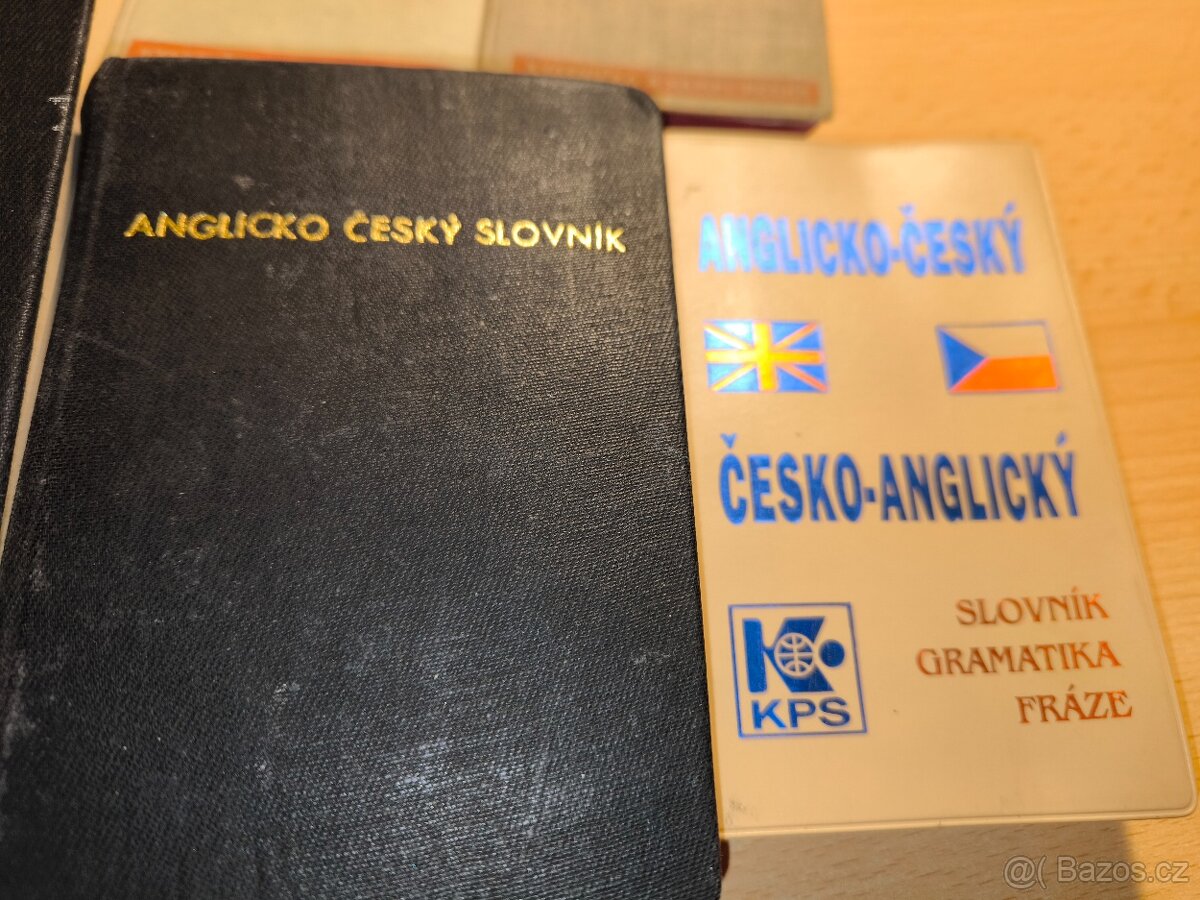 ANGLICKO ČESKÝ SLOVNÍK
ANGLICKO-ČESKÝ
ČESKO-ANGLICKÝ
SLOVNÍK
GRAMATIKA
FRÁZE
KPS
@( Bazos.cz